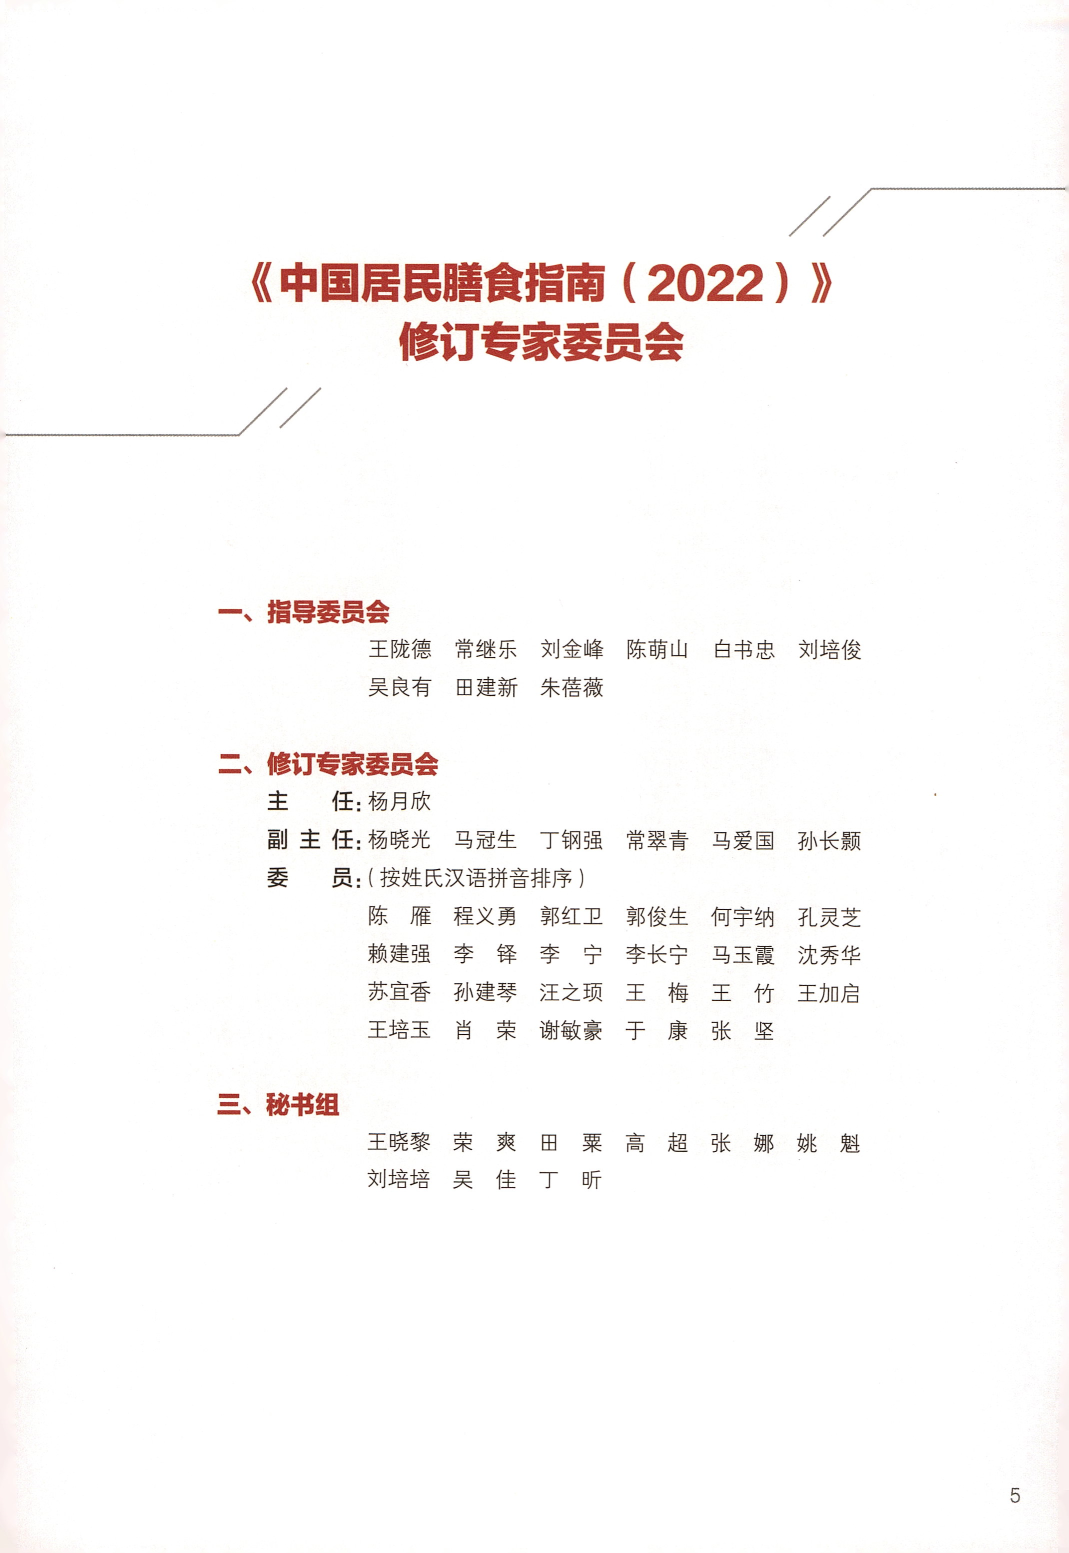 《中国居民膳食指南（2022）》
修订专家委员会
一、指导委员会
王陇德 常继乐 刘金峰 陈萌山 白书忠 刘培俊
吴良有 田建新 朱蓓薇
二、修订专家委员会
主 任：杨月欣
副主任：杨晓光 马冠生 丁钢强 常翠青 马爱国 孙长颢
委 员：（按姓氏汉语拼音排序）
陈 雁 程义勇 郭红卫 郭俊生 何宇纳 孔灵芝
赖建强 李 铎 李 宁 李长宁 马玉霞 沈秀华
苏宜香 孙建琴 汪之顼 王 梅 王 竹 王加启
王培玉 肖 荣 谢敏豪 于 康 张 坚
三、秘书组
王晓黎 荣 爽 田 粟 高 超 张 娜 姚 魁
刘培培 吴 佳 丁 昕
5